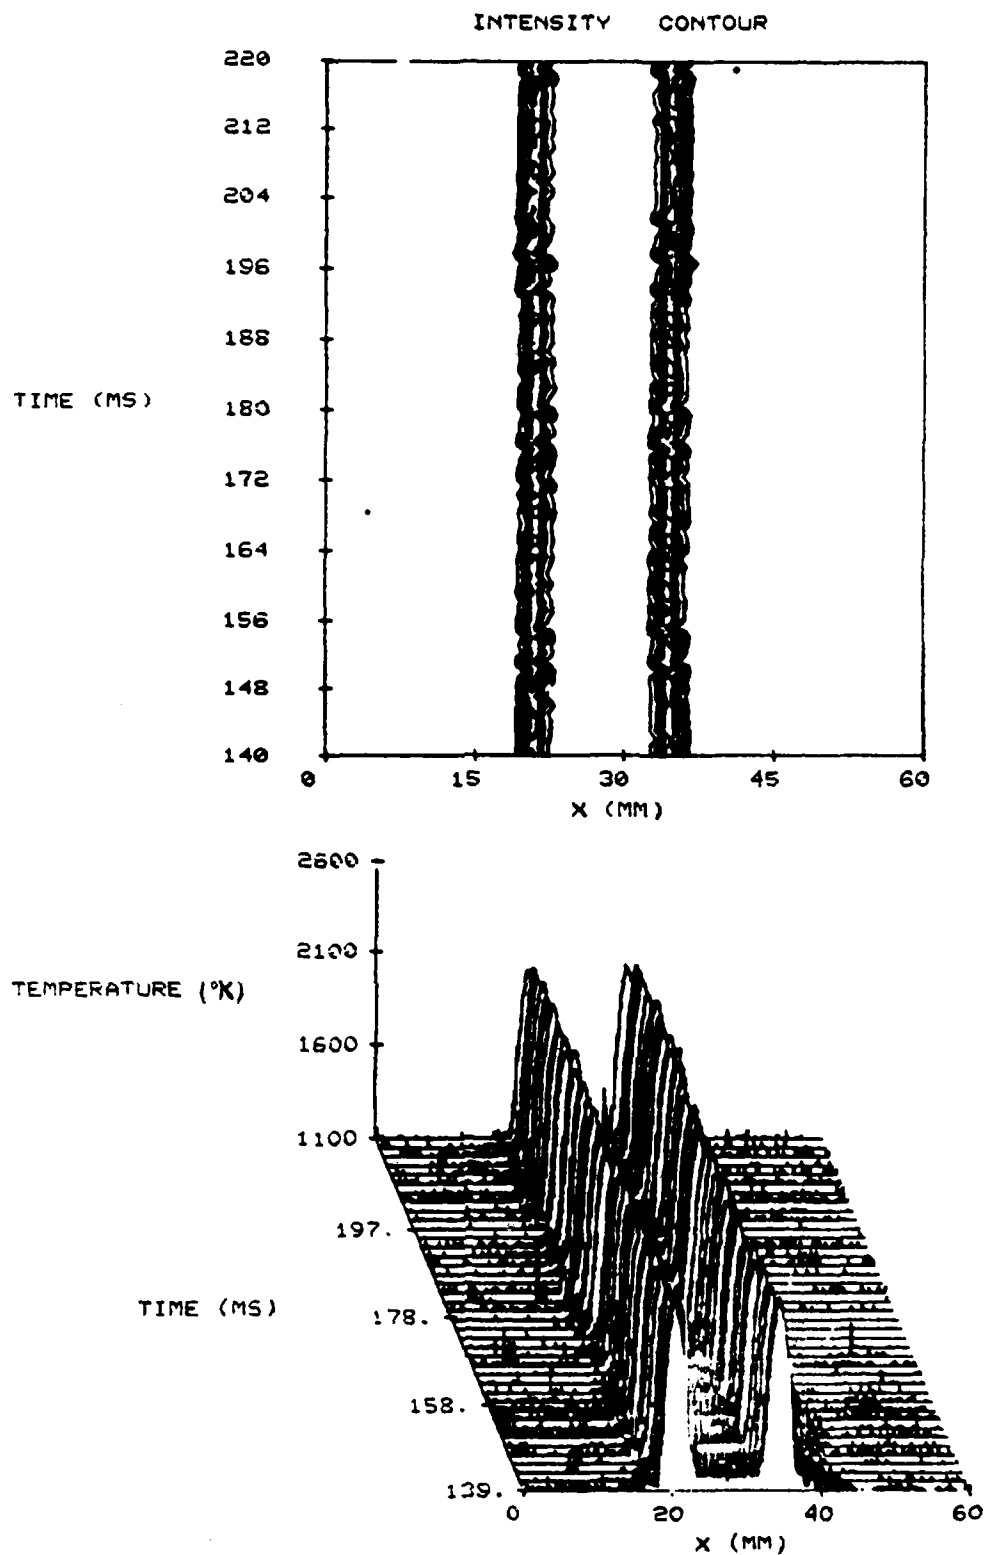 INTENSITY CONTOUR
220
212
204
196
188
TIME (MS)
180
172
164
156
148
140
0 15 30 45 60
X (MM)
2600
2100
TEMPERATURE (°K)
1600
1100
197.
TIME (MS)
178.
158.
139.
0 20 40 60
X (MM)